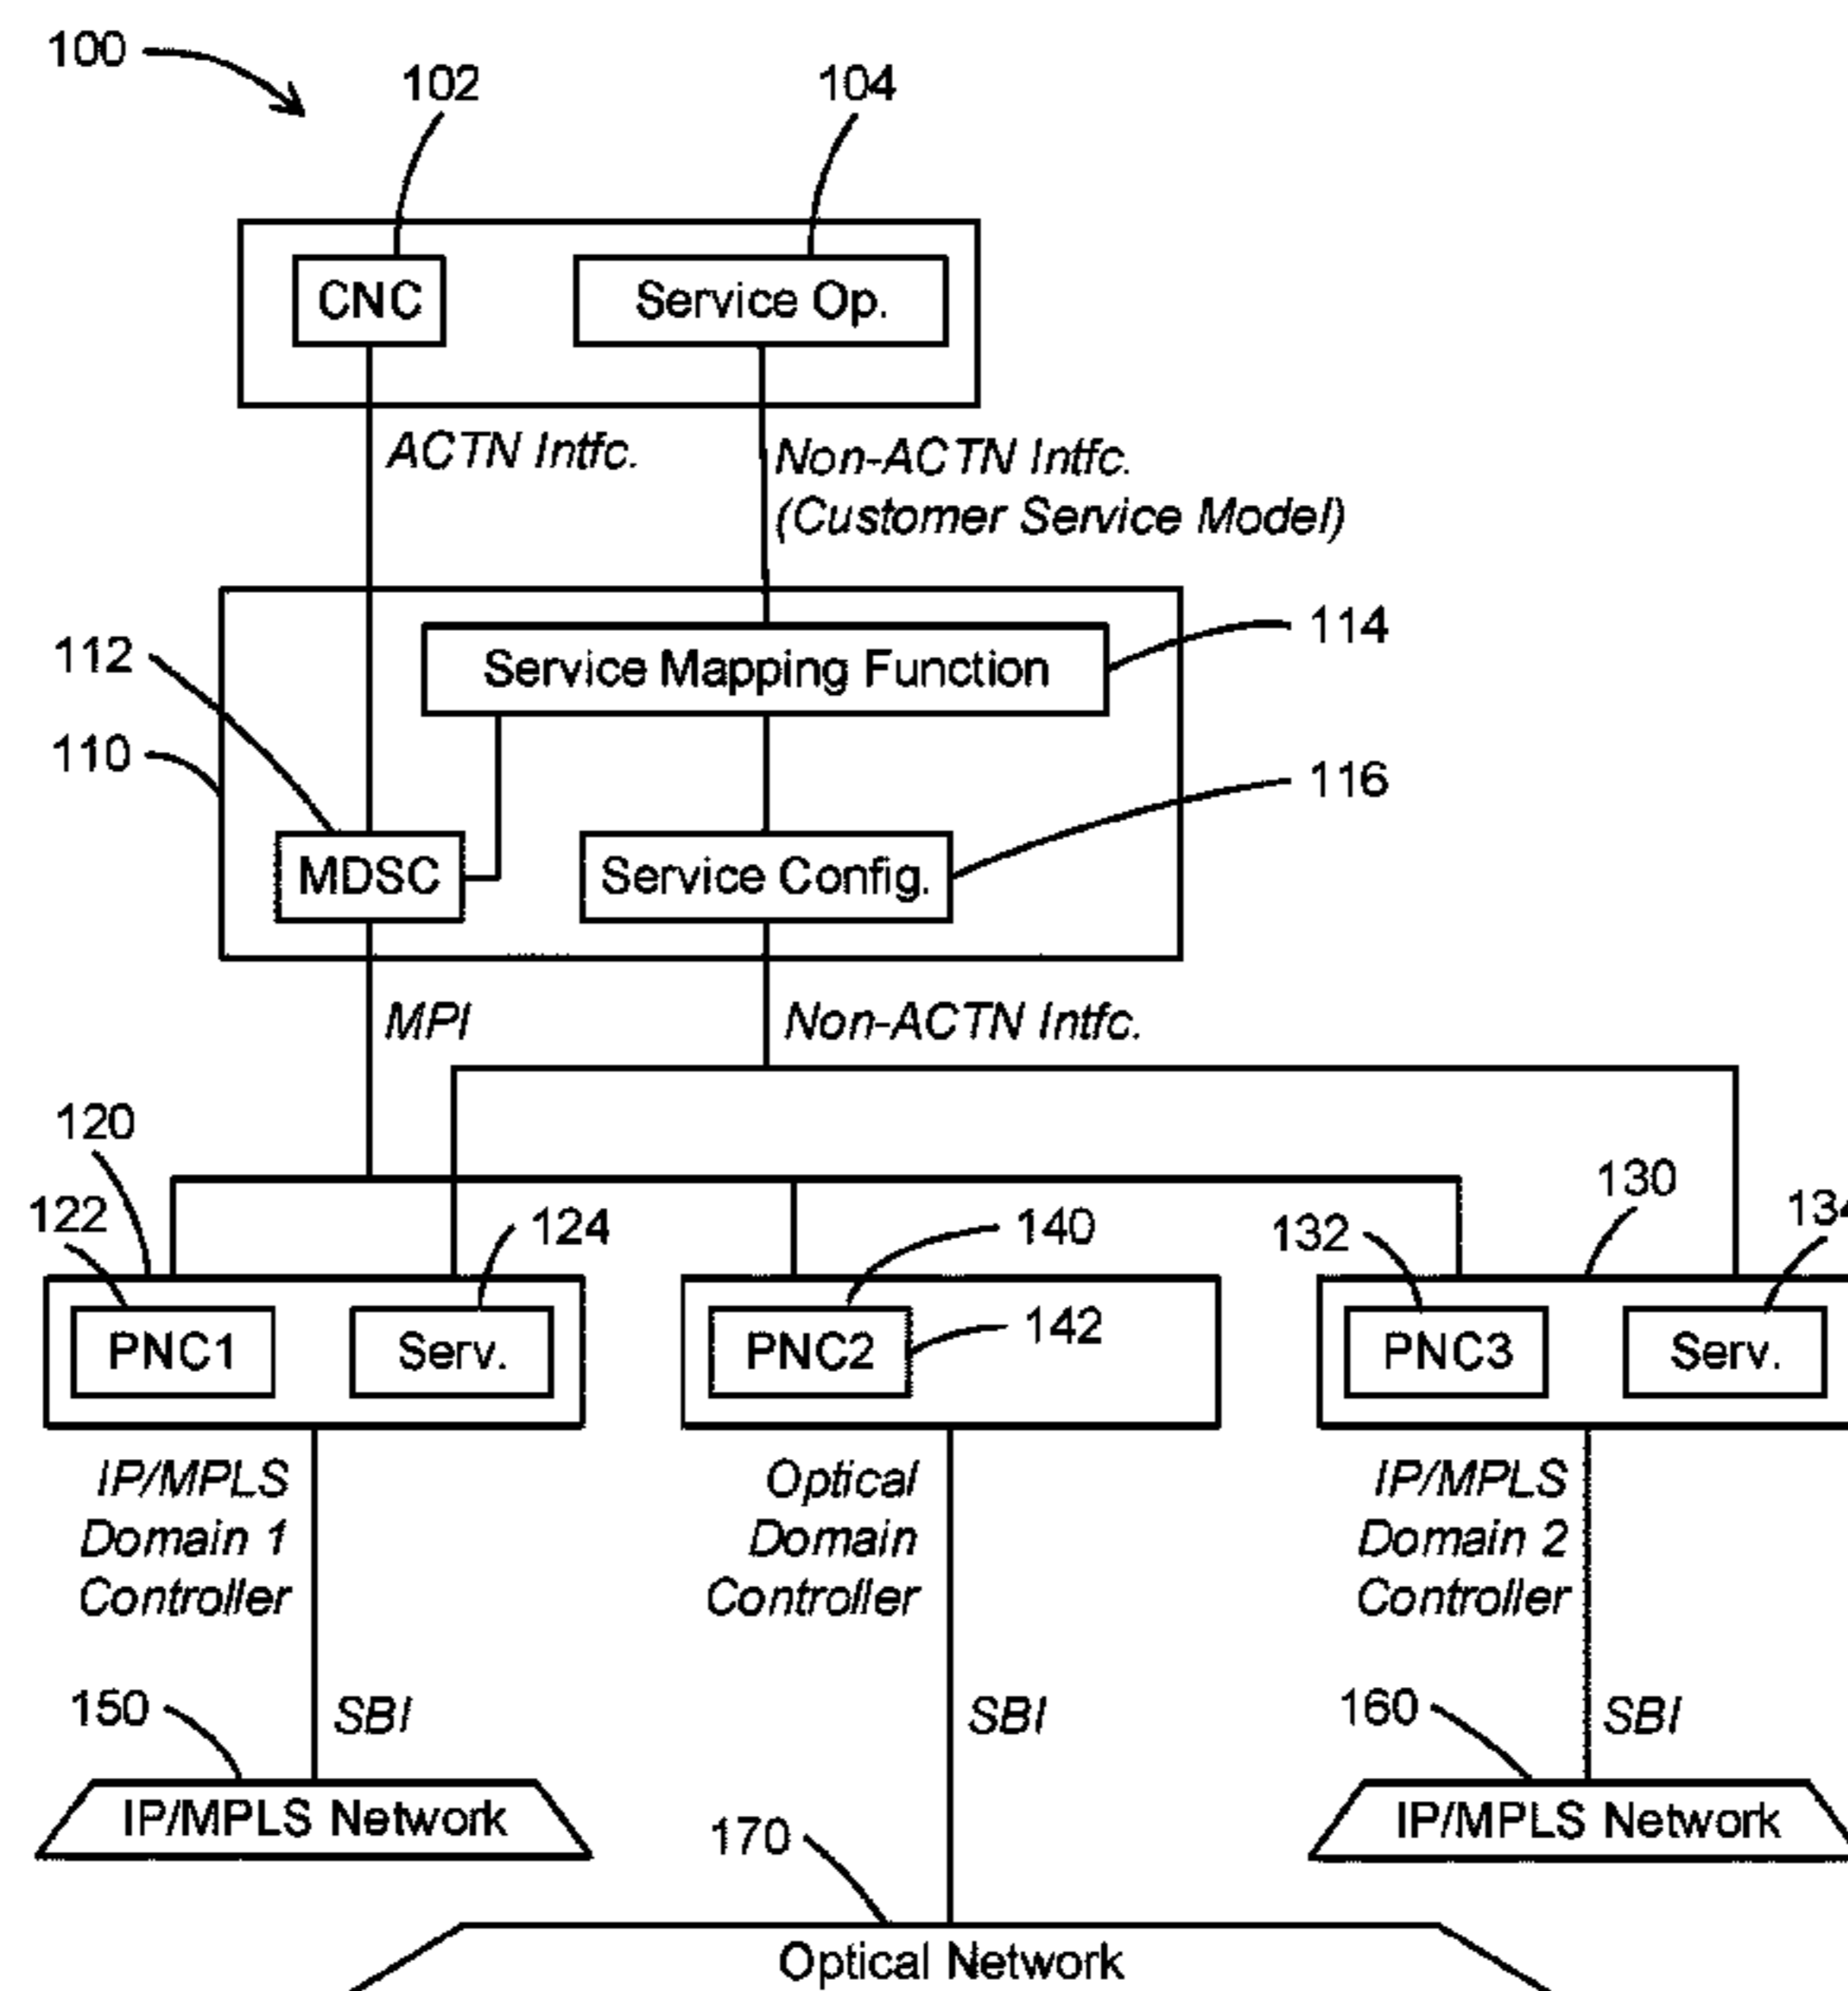 100
102
104
CNC
Service Op.
ACTN Intfc.
Non-ACTN Intfc.
(Customer Service Model)
112
114
Service Mapping Function
110
116
MDSC
Service Config.
MPI
Non-ACTN Intfc.
120
122
124
140
132
130
134
PNC1
Serv.
PNC2
142
PNC3
Serv.
IP/MPLS
Domain 1
Controller
Optical
Domain
Controller
IP/MPLS
Domain 2
Controller
150
SBI
SBI
160
SBI
IP/MPLS Network
170
IP/MPLS Network
Optical Network